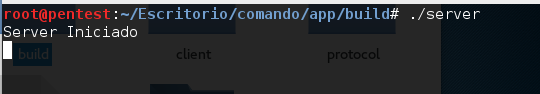 root@pentest:~/Escritorio/comando/app/build# ./server
Server Iniciado
build client protocol